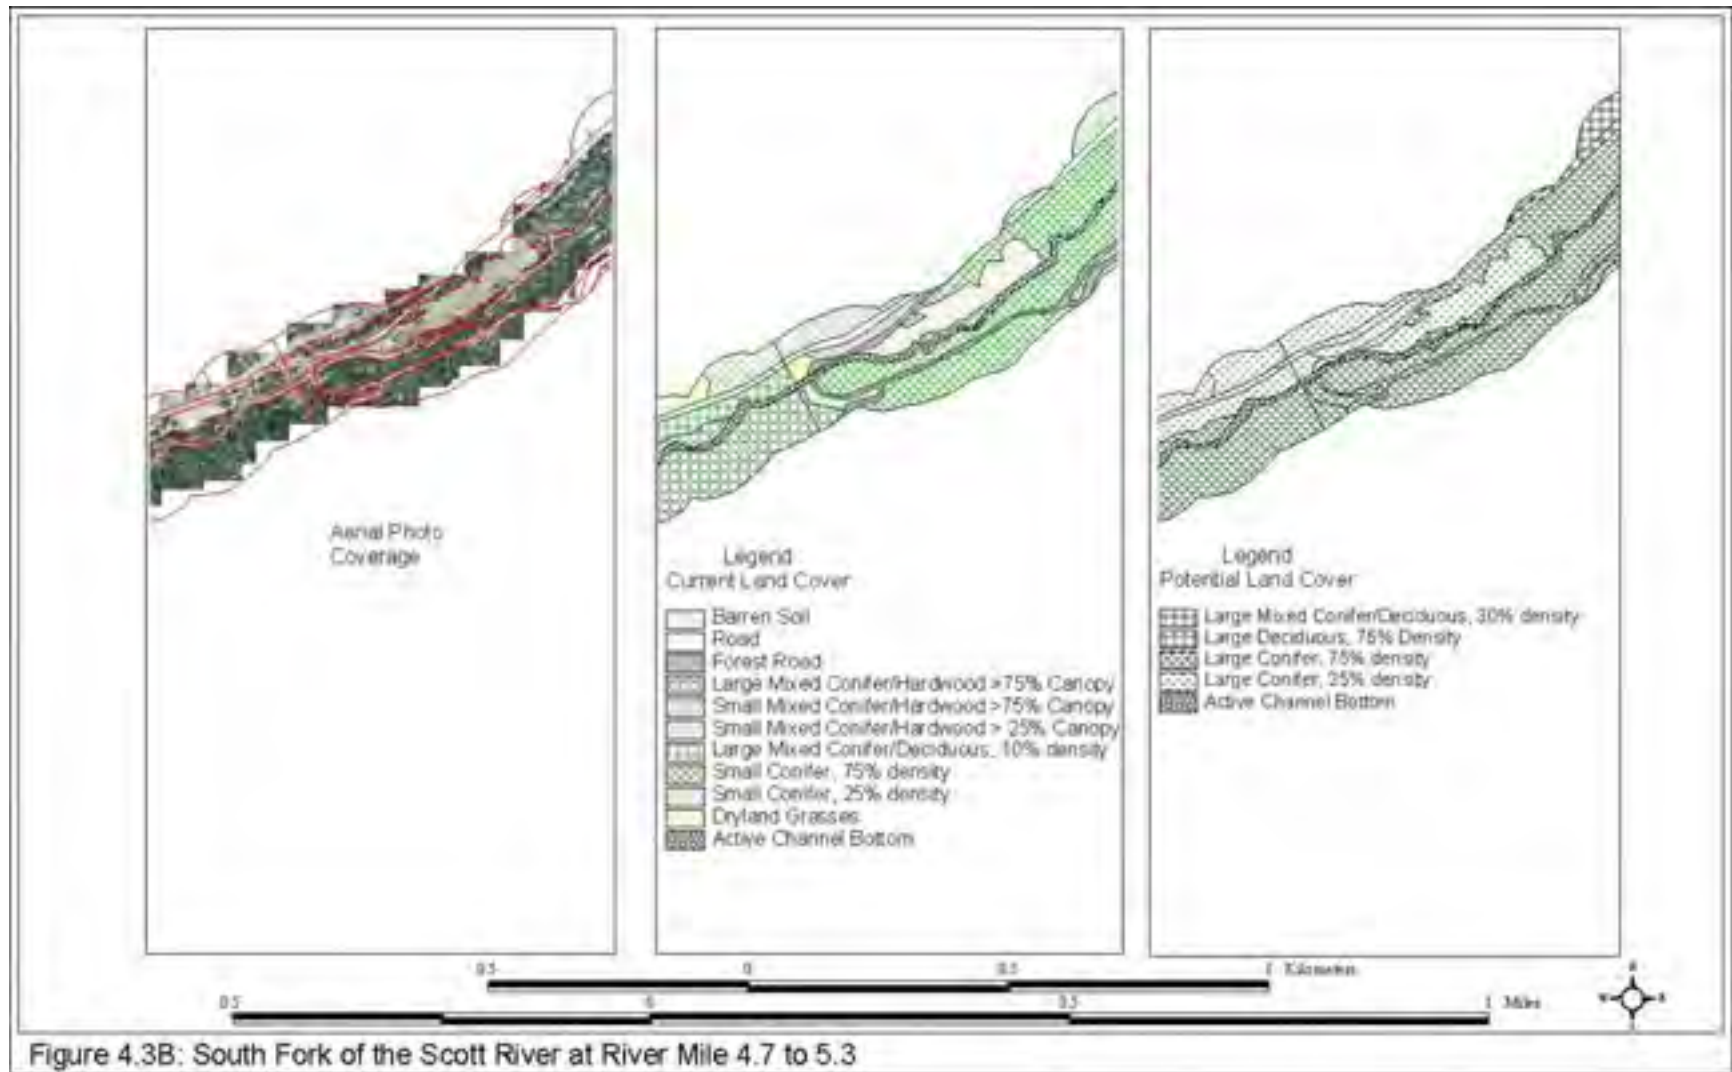 Aerial Photo
Coverage
Legend
Current Land Cover
Barren Soil
Road
Forest Road
Large Mixed Conifer/Hardwood >75% Canopy
Small Mixed Conifer/Hardwood >75% Canopy
Small Mixed Conifer/Hardwood > 25% Canopy
Large Mixed Conifer/Deciduous, 10% density
Small Conifer, 75% density
Small Conifer, 25% density
Dryland Grasses
Active Channel Bottom
Legend
Potential Land Cover
Large Mixed Conifer/Deciduous, 30% density
Large Deciduous, 75% Density
Large Conifer, 75% density
Large Conifer, 25% density
Active Channel Bottom
0.5 0 0.5 1 Kilometers
0.5 0 0.5 1 Miles
Figure 4.3B: South Fork of the Scott River at River Mile 4.7 to 5.3